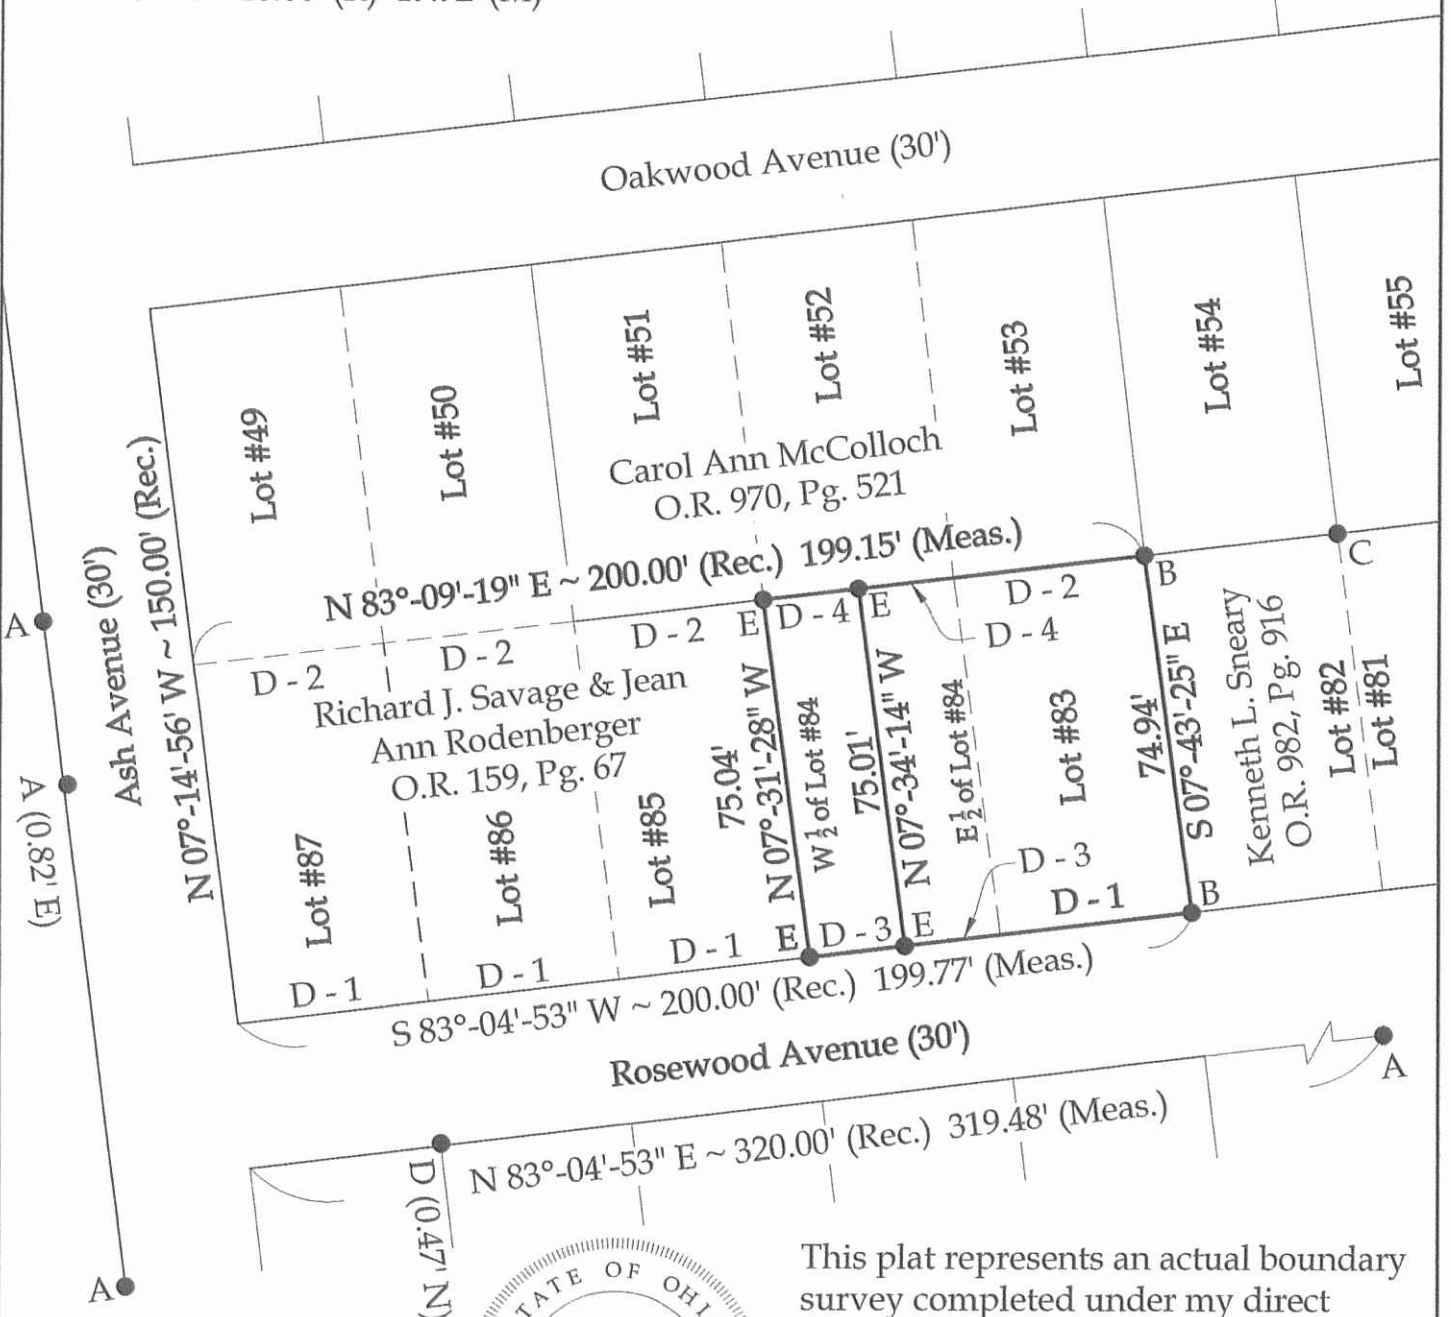 Oakwood Avenue (30')
Lot #49
Lot #50
Lot #51
Lot #52
Lot #53
Lot #54
Lot #55
Carol Ann McColloch
O.R. 970, Pg. 521
N 83°-09'-19" E ~ 200.00' (Rec.) 199.15' (Meas.)
A
Ash Avenue (30')
N 07°-14'-56' W ~ 150.00' (Rec.)
A (0.82' E)
A
D - 2
D - 2
D - 2
E
D - 4
E
D - 4
D - 2
B
C
Richard J. Savage & Jean
Ann Rodenberger
O.R. 159, Pg. 67
Lot #87
Lot #86
Lot #85
75.04'
N 07°-31'-28" W
W ½ of Lot #84
75.01'
N 07°-34'-14" W
E ½ of Lot #84
Lot #83
74.94'
S 07°-43'-25" E
Kenneth L. Sneary
O.R. 982, Pg. 916
Lot #82
Lot #81
D - 1
D - 1
D - 1
E
D - 3
E
D - 3
D - 1
B
S 83°-04'-53" W ~ 200.00' (Rec.) 199.77' (Meas.)
Rosewood Avenue (30')
A
N 83°-04'-53" E ~ 320.00' (Rec.) 319.48' (Meas.)
D (0.47' N)
TATE OF OHI
This plat represents an actual boundary
survey completed under my direct